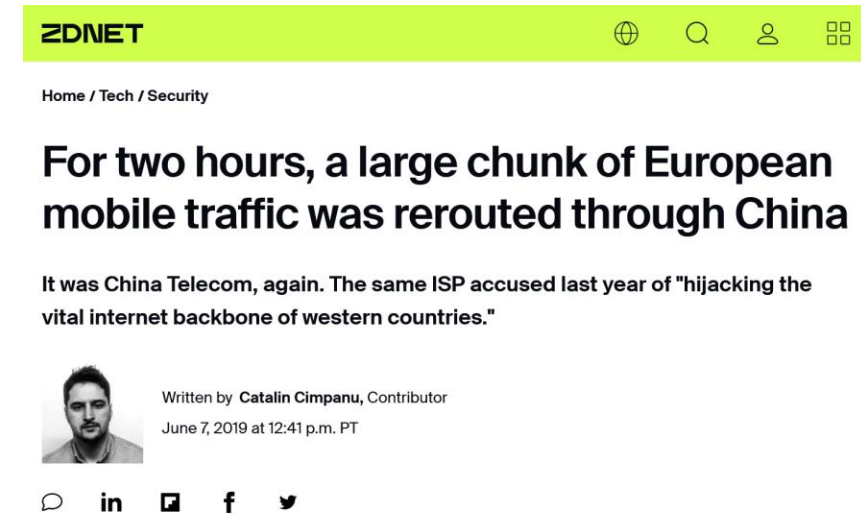 ZDNET
Home / Tech / Security
For two hours, a large chunk of European
mobile traffic was rerouted through China
It was China Telecom, again. The same ISP accused last year of "hijacking the
vital internet backbone of western countries."
Written by Catalin Cimpanu, Contributor
June 7, 2019 at 12:41 p.m. PT